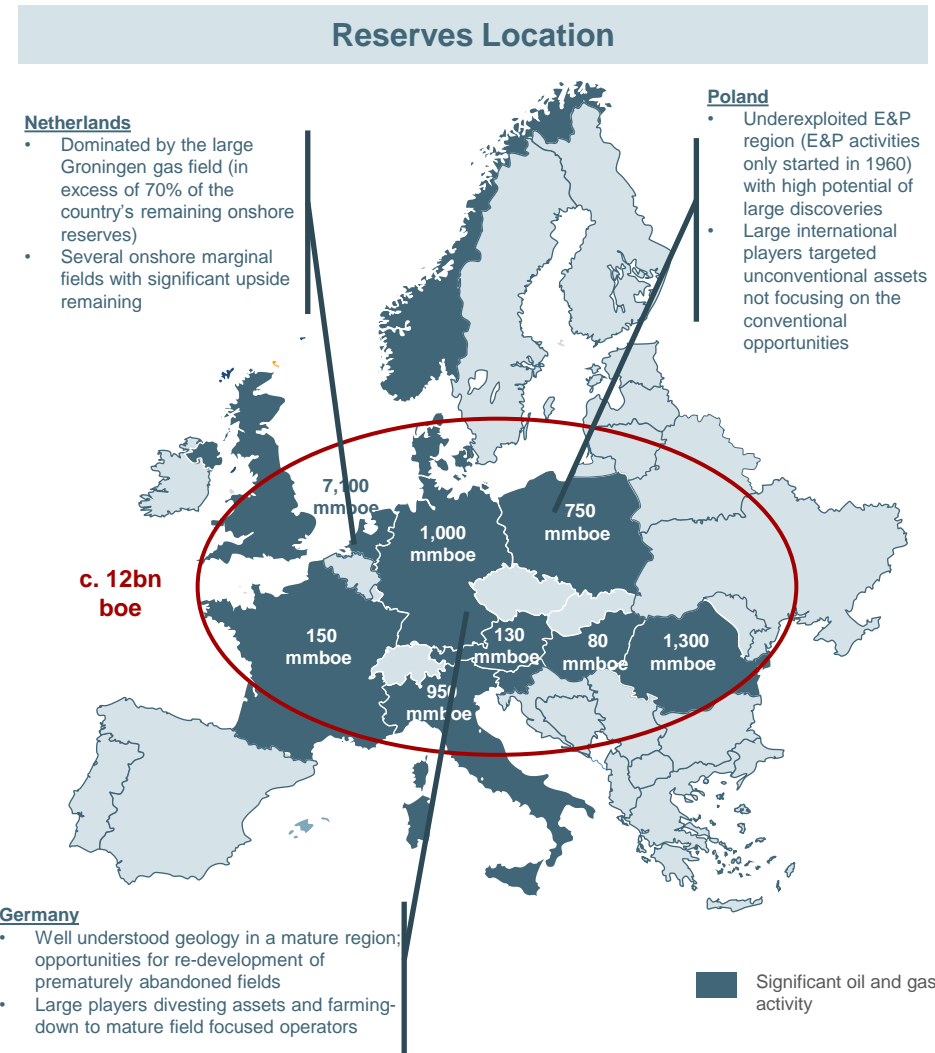 Reserves Location
Netherlands
• Dominated by the large
Groningen gas field (in
excess of 70% of the
country's remaining onshore
reserves)
• Several onshore marginal
fields with significant upside
remaining
Poland
• Underexploited E&P
region (E&P activities
only started in 1960)
with high potential of
large discoveries
• Large international
players targeted
unconventional assets
not focusing on the
conventional
opportunities
7,100
mmboe
1,000
mmboe
750
mmboe
c. 12bn
boe
150
mmboe
130
mmboe
80
mmboe
1,300
mmboe
950
mmboe
Germany
• Well understood geology in a mature region;
opportunities for re-development of
prematurely abandoned fields
• Large players divesting assets and farming-
down to mature field focused operators
Significant oil and gas
activity